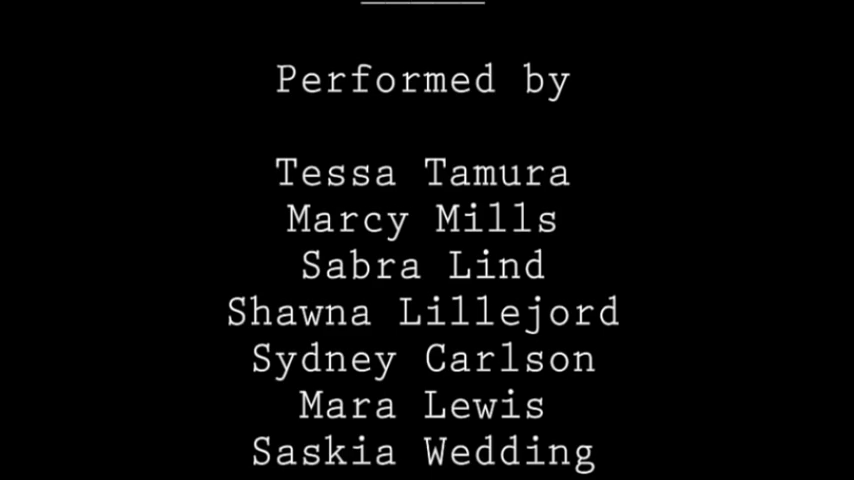 Performed by
Tessa Tamura
Marcy Mills
Sabra Lind
Shawna Lillejord
Sydney Carlson
Mara Lewis
Saskia Wedding